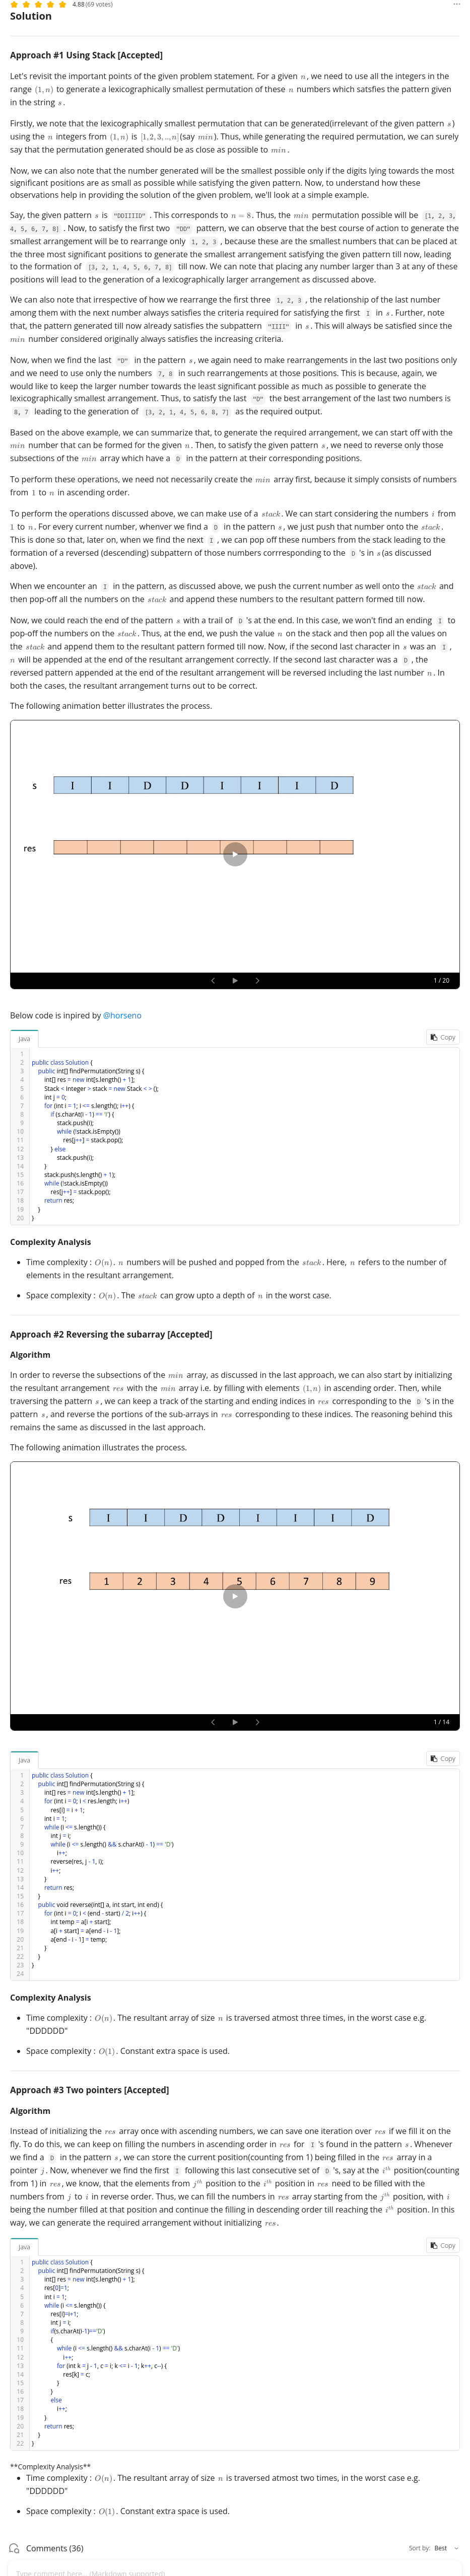 4.88 (69 votes)
Solution
Approach #1 Using Stack [Accepted]
Let's revisit the important points of the given problem statement. For a given n, we need to use all the integers in the
range (1, n) to generate a lexicographically smallest permutation of these n numbers which satsfies the pattern given
in the string s.
Firstly, we note that the lexicographically smallest permutation that can be generated(irrelevant of the given pattern s)
using the n integers from (1, n) is [1, 2, 3, .., n](say min). Thus, while generating the required permutation, we can surely
say that the permutation generated should be as close as possible to min.
Now, we can also note that the number generated will be the smallest possible only if the digits lying towards the most
significant positions are as small as possible while satisfying the given pattern. Now, to understand how these
observations help in providing the solution of the given problem, we'll look at a simple example.
Say, the given pattern s is "DDIIIID". This corresponds to n = 8. Thus, the min permutation possible will be [1, 2, 3,
4, 5, 6, 7, 8]. Now, to satisfy the first two "DD" pattern, we can observe that the best course of action to generate the
smallest arrangement will be to rearrange only 1, 2, 3, because these are the smallest numbers that can be placed at
the three most significant positions to generate the smallest arrangement satisfying the given pattern till now, leading
to the formation of [3, 2, 1, 4, 5, 6, 7, 8] till now. We can note that placing any number larger than 3 at any of these
positions will lead to the generation of a lexicographically larger arrangement as discussed above.
We can also note that irrespective of how we rearrange the first three 1, 2, 3, the relationship of the last number
among them with the next number always satisfies the criteria required for satisfying the first I in s. Further, note
that, the pattern generated till now already satisfies the subpattern "IIII" in s. This will always be satisfied since the
min number considered originally always satisfies the increasing criteria.
Now, when we find the last "D" in the pattern s, we again need to make rearrangements in the last two positions only
and we need to use only the numbers 7, 8 in such rearrangements at those positions. This is because, again, we
would like to keep the larger number towards the least significant possible as much as possible to generate the
lexicographically smallest arrangement. Thus, to satisfy the last "D" the best arrangement of the last two numbers is
8, 7 leading to the generation of [3, 2, 1, 4, 5, 6, 8, 7] as the required output.
Based on the above example, we can summarize that, to generate the required arrangement, we can start off with the
min number that can be formed for the given n. Then, to satisfy the given pattern s, we need to reverse only those
subsections of the min array which have a D in the pattern at their corresponding positions.
To perform these operations, we need not necessarily create the min array first, because it simply consists of numbers
from 1 to n in ascending order.
To perform the operations discussed above, we can make use of a stack. We can start considering the numbers i from
1 to n. For every current number, whenver we find a D in the pattern s, we just push that number onto the stack.
This is done so that, later on, when we find the next I, we can pop off these numbers from the stack leading to the
formation of a reversed (descending) subpattern of those numbers corrresponding to the D 's in s(as discussed
above).
When we encounter an I in the pattern, as discussed above, we push the current number as well onto the stack and
then pop-off all the numbers on the stack and append these numbers to the resultant pattern formed till now.
Now, we could reach the end of the pattern s with a trail of D 's at the end. In this case, we won't find an ending I to
pop-off the numbers on the stack. Thus, at the end, we push the value n on the stack and then pop all the values on
the stack and append them to the resultant pattern formed till now. Now, if the second last character in s was an I,
n will be appended at the end of the resultant arrangement correctly. If the second last character was a D, the
reversed pattern appended at the end of the resultant arrangement will be reversed including the last number n. In
both the cases, the resultant arrangement turns out to be correct.
The following animation better illustrates the process.
s I I D D I I I D
res
1 / 20
Below code is inpired by @horseno
Java
Copy
1
2 public class Solution {
3 public int[] findPermutation(String s) {
4 int[] res = new int[s.length() + 1];
5 Stack < Integer > stack = new Stack < > ();
6 int j = 0;
7 for (int i = 1; i <= s.length(); i++) {
8 if (s.charAt(i - 1) == 'I') {
9 stack.push(i);
10 while (!stack.isEmpty())
11 res[j++] = stack.pop();
12 } else
13 stack.push(i);
14 }
15 stack.push(s.length() + 1);
16 while (!stack.isEmpty())
17 res[j++] = stack.pop();
18 return res;
19 }
20 }
Complexity Analysis
• Time complexity : O(n). n numbers will be pushed and popped from the stack. Here, n refers to the number of
elements in the resultant arrangement.
• Space complexity : O(n). The stack can grow upto a depth of n in the worst case.
Approach #2 Reversing the subarray [Accepted]
Algorithm
In order to reverse the subsections of the min array, as discussed in the last approach, we can also start by initializing
the resultant arrangement res with the min array i.e. by filling with elements (1, n) in ascending order. Then, while
traversing the pattern s, we can keep a track of the starting and ending indices in res corresponding to the D 's in the
pattern s, and reverse the portions of the sub-arrays in res corresponding to these indices. The reasoning behind this
remains the same as discussed in the last approach.
The following animation illustrates the process.
s I I D D I I I D
res 1 2 3 4 5 6 7 8 9
1 / 14
Java
Copy
1 public class Solution {
2 public int[] findPermutation(String s) {
3 int[] res = new int[s.length() + 1];
4 for (int i = 0; i < res.length; i++)
5 res[i] = i + 1;
6 int i = 1;
7 while (i <= s.length()) {
8 int j = i;
9 while (i <= s.length() && s.charAt(i - 1) == 'D')
10 i++;
11 reverse(res, j - 1, i);
12 i++;
13 }
14 return res;
15 }
16 public void reverse(int[] a, int start, int end) {
17 for (int i = 0; i < (end - start) / 2; i++) {
18 int temp = a[i + start];
19 a[i + start] = a[end - i - 1];
20 a[end - i - 1] = temp;
21 }
22 }
23 }
24
Complexity Analysis
• Time complexity : O(n). The resultant array of size n is traversed atmost three times, in the worst case e.g.
"DDDDDD"
• Space complexity : O(1). Constant extra space is used.
Approach #3 Two pointers [Accepted]
Algorithm
Instead of initializing the res array once with ascending numbers, we can save one iteration over res if we fill it on the
fly. To do this, we can keep on filling the numbers in ascending order in res for I 's found in the pattern s. Whenever
we find a D in the pattern s, we can store the current position(counting from 1) being filled in the res array in a
pointer j. Now, whenever we find the first I following this last consecutive set of D 's, say at the i^th position(counting
from 1) in res, we know, that the elements from j^th position to the i^th position in res need to be filled with the
numbers from j to i in reverse order. Thus, we can fill the numbers in res array starting from the j^th position, with i
being the number filled at that position and continue the filling in descending order till reaching the i^th position. In this
way, we can generate the required arrangement without initializing res.
Java
Copy
1 public class Solution {
2 public int[] findPermutation(String s) {
3 int[] res = new int[s.length() + 1];
4 res[0]=1;
5 int i = 1;
6 while (i <= s.length()) {
7 res[i]=i+1;
8 int j = i;
9 if(s.charAt(i-1)=='D')
10 {
11 while (i <= s.length() && s.charAt(i - 1) == 'D')
12 i++;
13 for (int k = j - 1, c = i; k <= i - 1; k++, c--) {
14 res[k] = c;
15 }
16 }
17 else
18 i++;
19 }
20 return res;
21 }
22 }
**Complexity Analysis**
• Time complexity : O(n). The resultant array of size n is traversed atmost two times, in the worst case e.g.
"DDDDDD"
• Space complexity : O(1). Constant extra space is used.
Comments (36)
Sort by: Best
Type comment here... (Markdown supported)